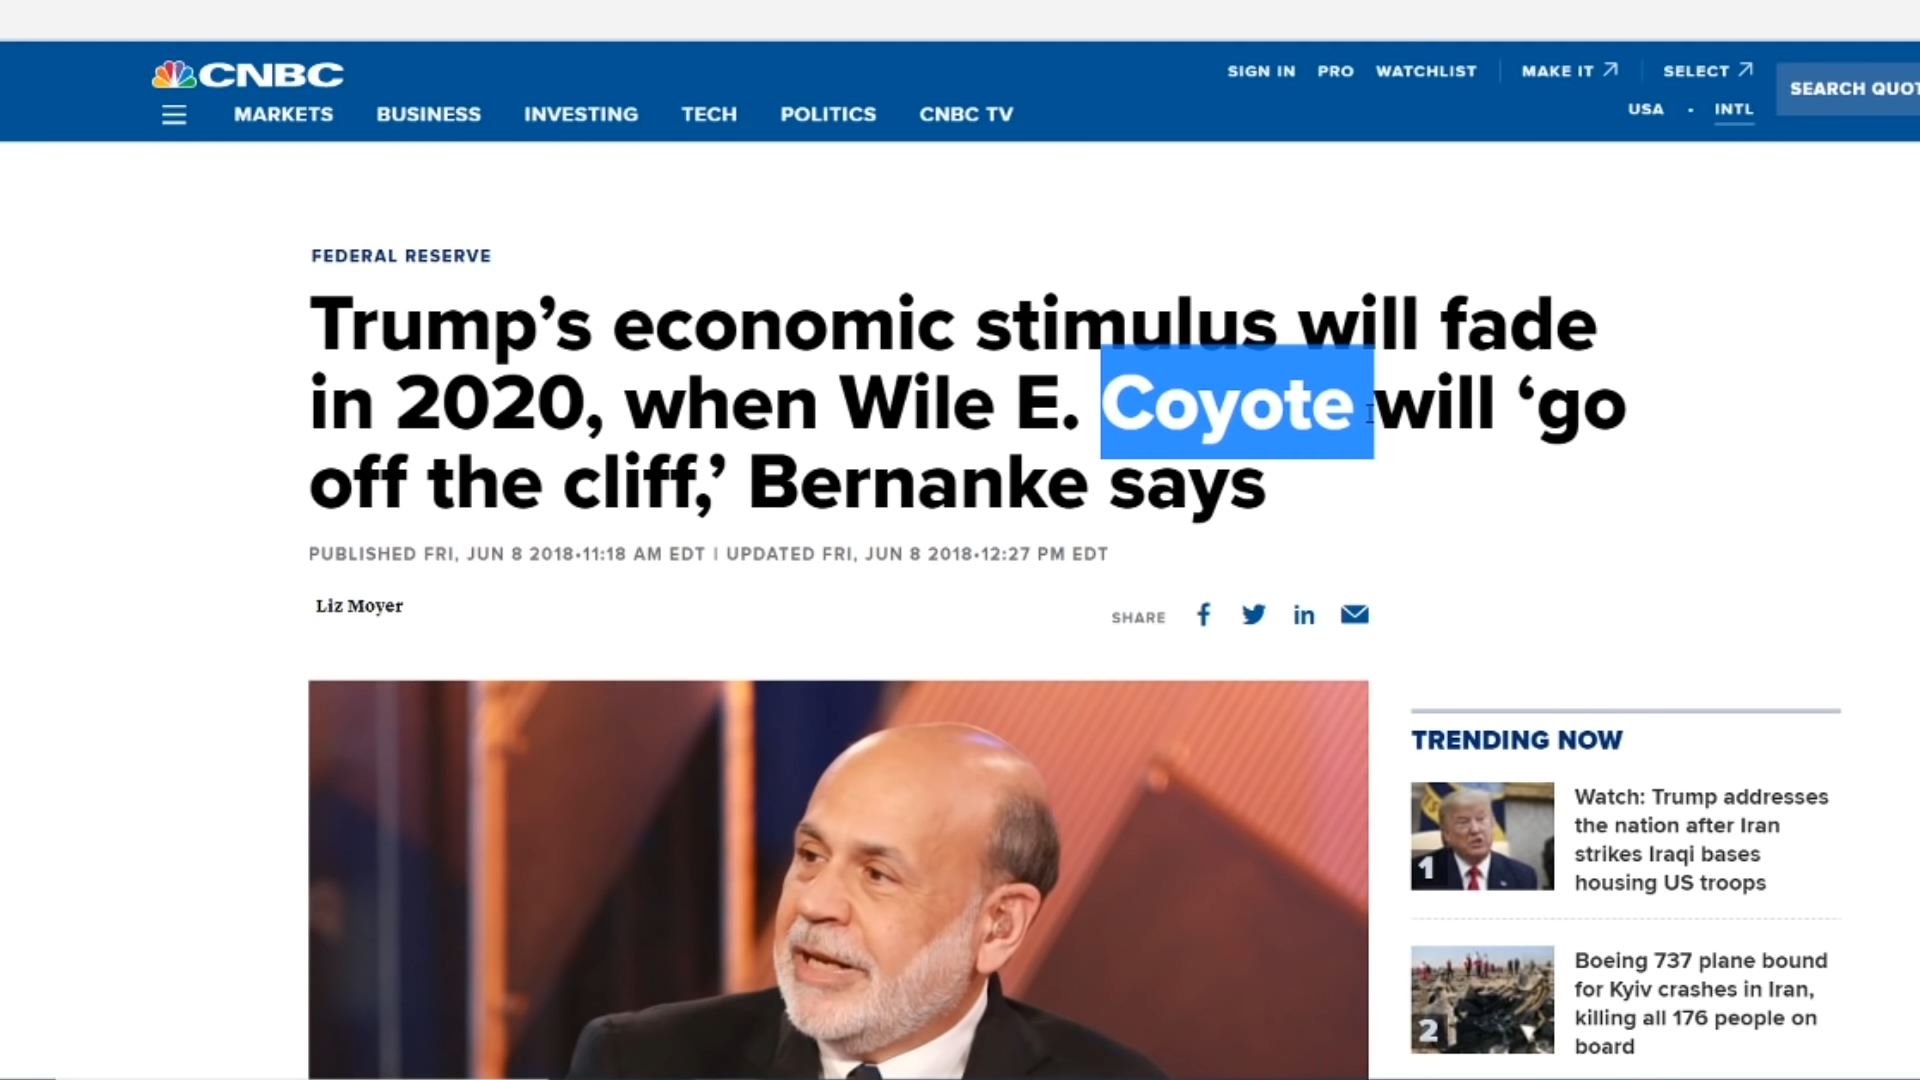 CNBC
SIGN IN PRO WATCHLIST MAKE IT SELECT
MARKETS BUSINESS INVESTING TECH POLITICS CNBC TV
USA · INTL
SEARCH
FEDERAL RESERVE
Trump’s economic stimulus will fade
in 2020, when Wile E. Coyote will ‘go
off the cliff,’ Bernanke says
PUBLISHED FRI, JUN 8 2018•11:18 AM EDT | UPDATED FRI, JUN 8 2018•12:27 PM EDT
Liz Moyer
SHARE
TRENDING NOW
1
Watch: Trump addresses
the nation after Iran
strikes Iraqi bases
housing US troops
2
Boeing 737 plane bound
for Kyiv crashes in Iran,
killing all 176 people on
board